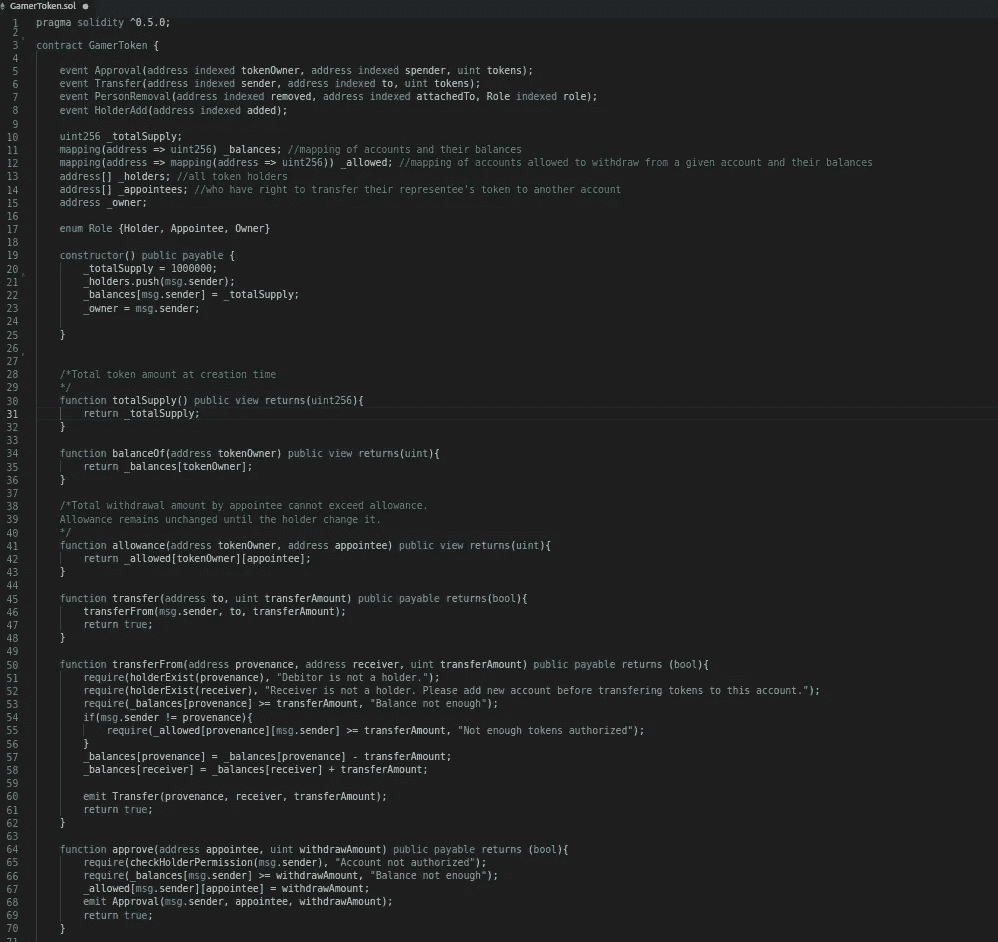 GamerToken.sol
1 pragma solidity ^0.5.0;
2
3 contract GamerToken {
4
5 event Approval(address indexed tokenOwner, address indexed spender, uint tokens);
6 event Transfer(address indexed sender, address indexed to, uint tokens);
7 event PersonRemoval(address indexed removed, address indexed attachedTo, Role indexed role);
8 event HolderAdd(address indexed added);
9
10 uint256 _totalSupply;
11 mapping(address => uint256) _balances; //mapping of accounts and their balances
12 mapping(address => mapping(address => uint256)) _allowed; //mapping of accounts allowed to withdraw from a given account and their balances
13 address[] _holders; //all token holders
14 address[] _appointees; //who have right to transfer their representee's token to another account
15 address _owner;
16
17 enum Role {Holder, Appointee, Owner}
18
19 constructor() public payable {
20 _totalSupply = 1000000;
21 _holders.push(msg.sender);
22 _balances[msg.sender] = _totalSupply;
23 _owner = msg.sender;
24
25 }
26
27
28 /*Total token amount at creation time
29 */
30 function totalSupply() public view returns(uint256){
31 return _totalSupply;
32 }
33
34 function balanceOf(address tokenOwner) public view returns(uint){
35 return _balances[tokenOwner];
36 }
37
38 /*Total withdrawal amount by appointee cannot exceed allowance.
39 Allowance remains unchanged until the holder change it.
40 */
41 function allowance(address tokenOwner, address appointee) public view returns(uint){
42 return _allowed[tokenOwner][appointee];
43 }
44
45 function transfer(address to, uint transferAmount) public payable returns(bool){
46 transferFrom(msg.sender, to, transferAmount);
47 return true;
48 }
49
50 function transferFrom(address provenance, address receiver, uint transferAmount) public payable returns (bool){
51 require(holderExist(provenance), "Debitor is not a holder.");
52 require(holderExist(receiver), "Receiver is not a holder. Please add new account before transfering tokens to this account.");
53 require(_balances[provenance] >= transferAmount, "Balance not enough");
54 if(msg.sender != provenance){
55 require(_allowed[provenance][msg.sender] >= transferAmount, "Not enough tokens authorized");
56 }
57 _balances[provenance] = _balances[provenance] - transferAmount;
58 _balances[receiver] = _balances[receiver] + transferAmount;
59
60 emit Transfer(provenance, receiver, transferAmount);
61 return true;
62 }
63
64 function approve(address appointee, uint withdrawAmount) public payable returns (bool){
65 require(checkHolderPermission(msg.sender), "Account not authorized");
66 require(_balances[msg.sender] >= withdrawAmount, "Balance not enough");
67 _allowed[msg.sender][appointee] = withdrawAmount;
68 emit Approval(msg.sender, appointee, withdrawAmount);
69 return true;
70 }
71